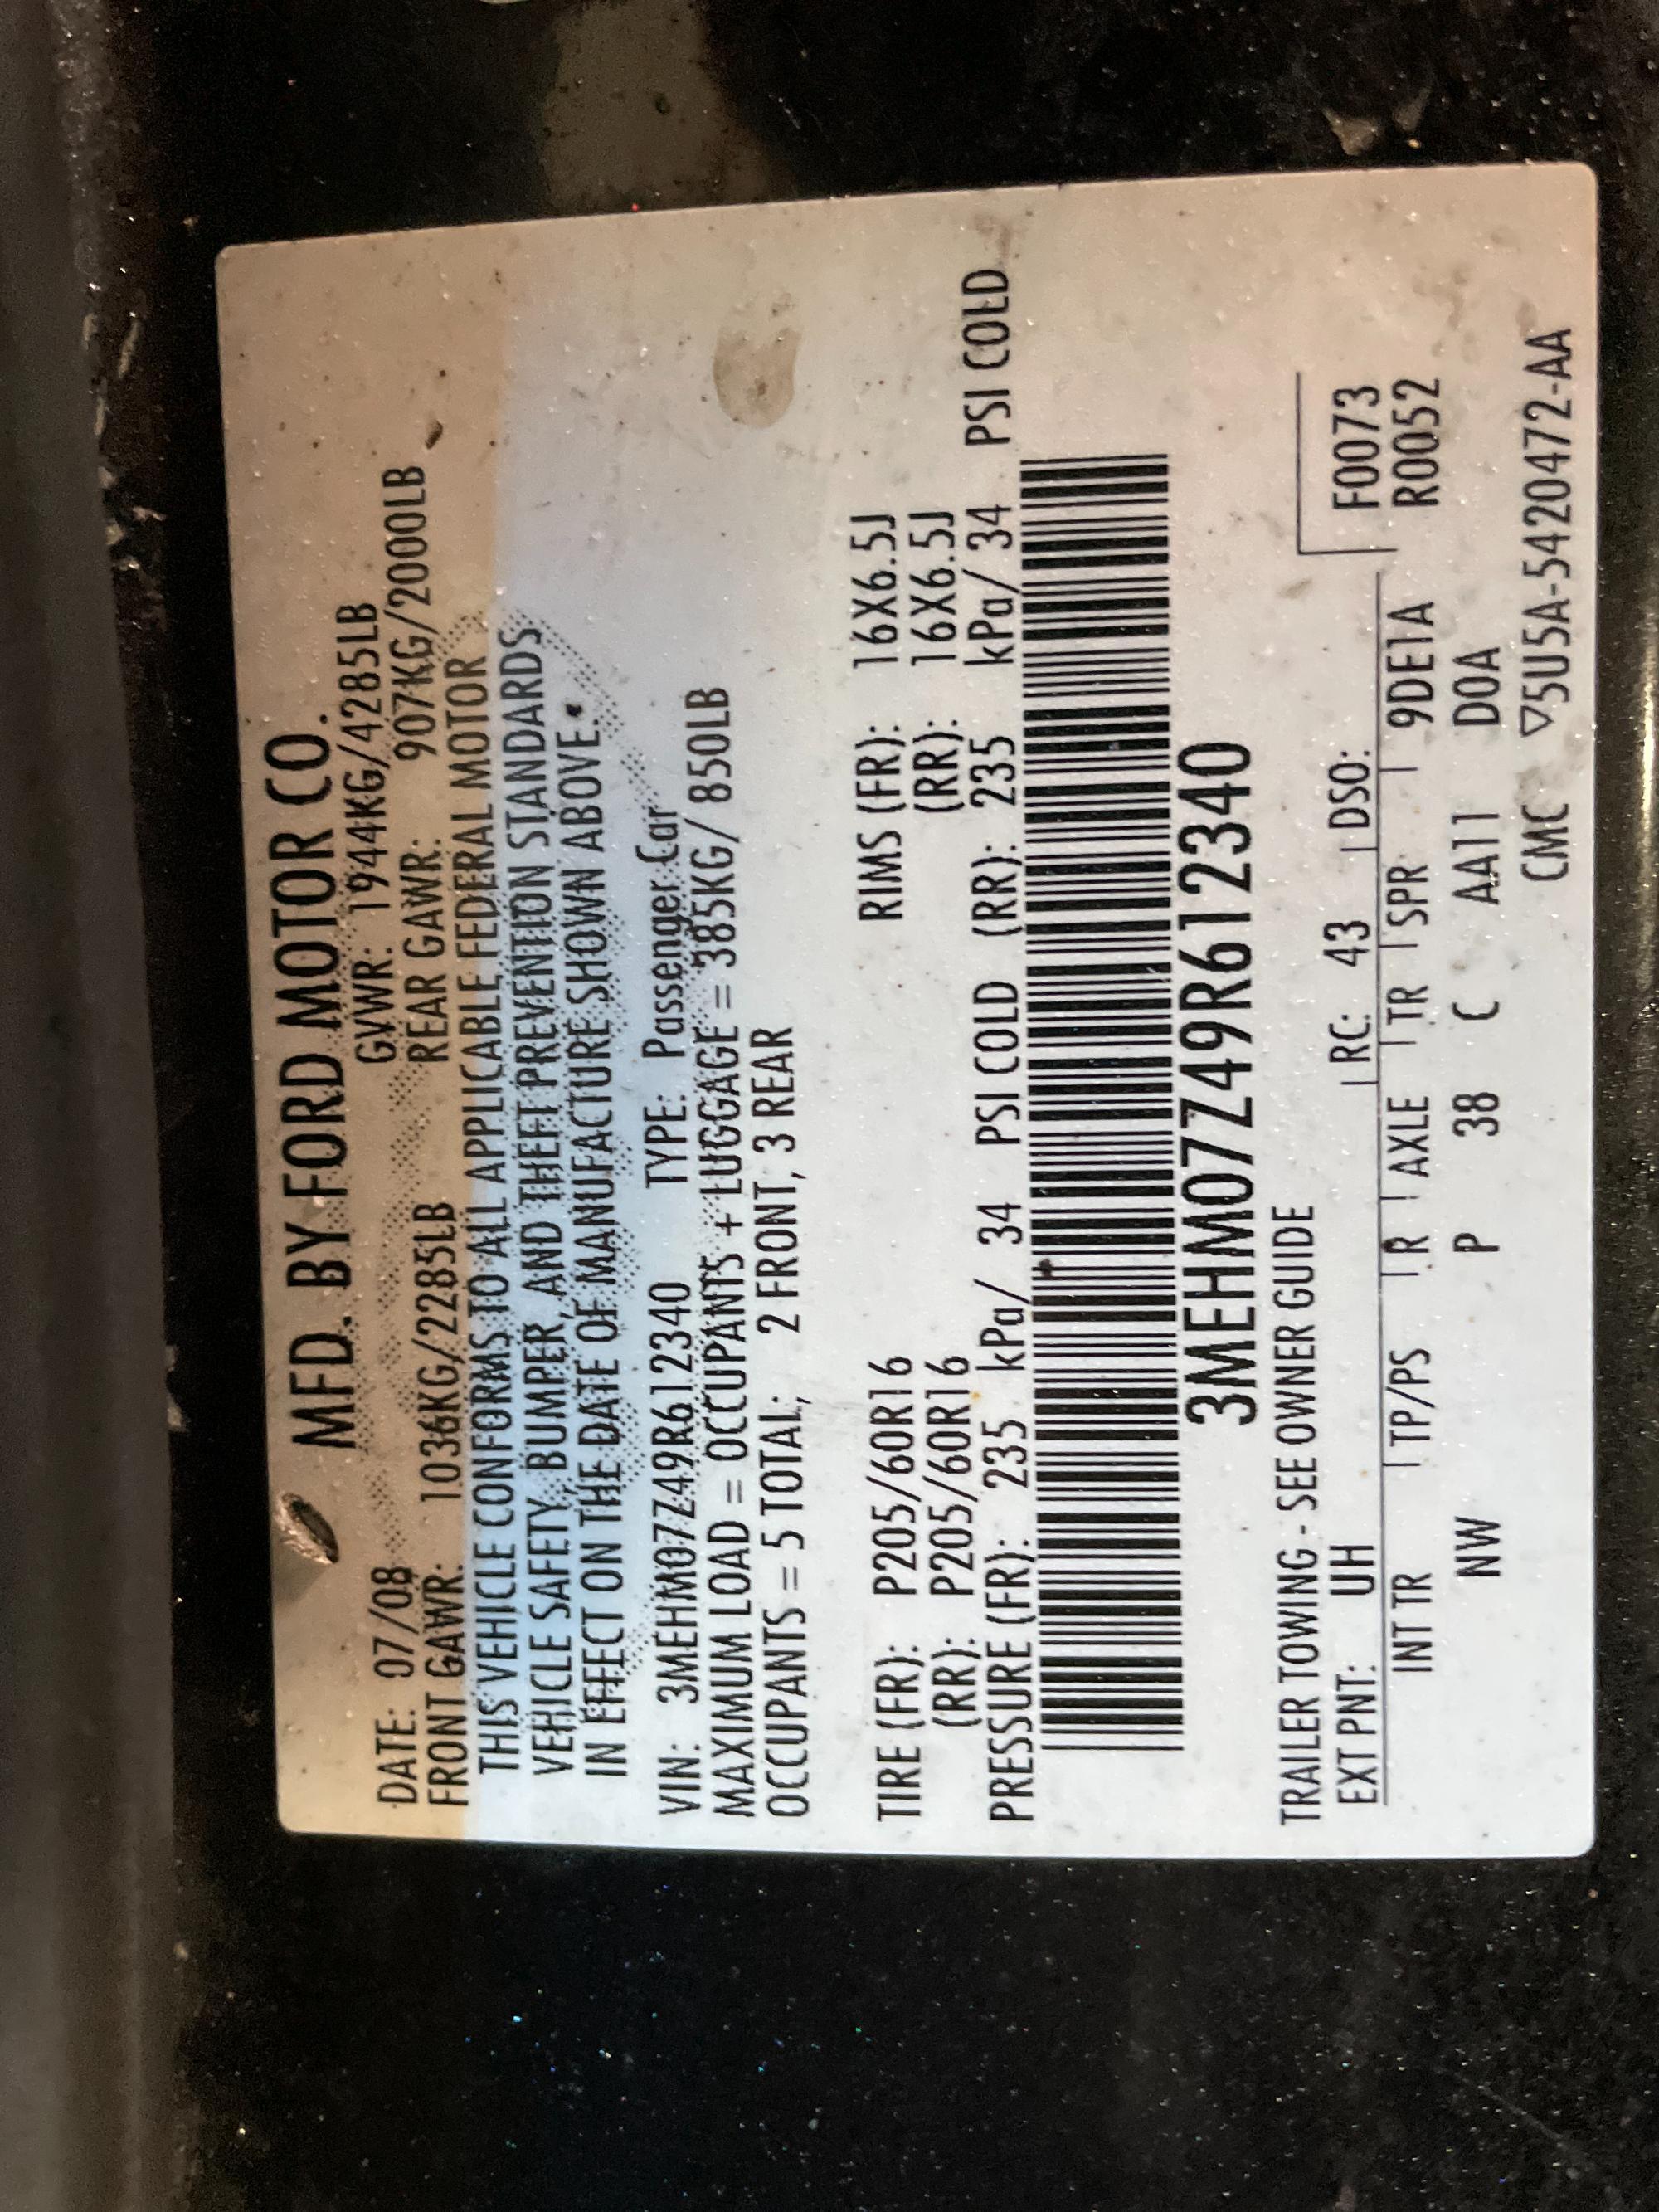 MFD. BY FORD MOTOR CO.
DATE: 07/08 GVWR: 1944KG/4285LB
FRONT GAWR: 1036KG/2285LB REAR GAWR: 907KG/2000LB
THIS VEHICLE CONFORMS TO ALL APPLICABLE FEDERAL MOTOR
VEHICLE SAFETY, BUMPER, AND THEFT PREVENTION STANDARDS
IN EFFECT ON THE DATE OF MANUFACTURE SHOWN ABOVE.
VIN: 3MEHM07Z49R612340 TYPE: Passenger Car
MAXIMUM LOAD = OCCUPANTS + LUGGAGE = 385KG/ 850LB
OCCUPANTS = 5 TOTAL; 2 FRONT, 3 REAR
TIRE (FR): P205/60R16 RIMS (FR): 16X6.5J
(RR): P205/60R16 (RR): 16X6.5J
PRESSURE (FR): 235 kPa/ 34 PSI COLD (RR): 235 kPa/ 34 PSI COLD
3MEHM07Z49R612340
TRAILER TOWING - SEE OWNER GUIDE
EXT PNT: UH RC: 43 DSO: F0073
INT TR TP/PS R AXLE TR SPR 9DE1A R0052
NW P 38 C AA11 D0A
CMC ▽5U5A-5420472-AA